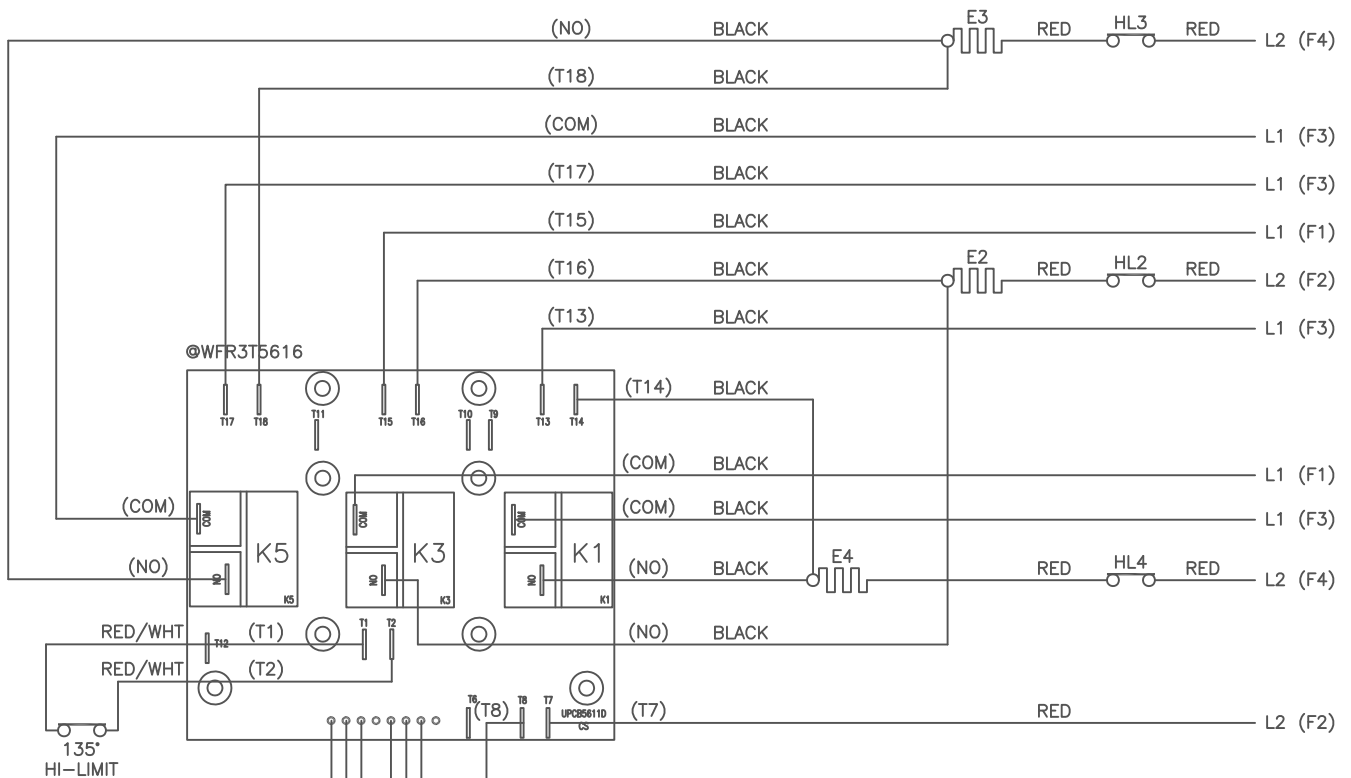 E3
(NO) BLACK RED HL3 RED L2 (F4)
(T18) BLACK
(COM) BLACK L1 (F3)
(T17) BLACK L1 (F3)
(T15) BLACK L1 (F1)
E2
(T16) BLACK RED HL2 RED L2 (F2)
(T13) BLACK L1 (F3)
@WFR3T5616
(T14) BLACK
T17 T18 T11 T15 T16 T10 T9 T13 T14
(COM) BLACK L1 (F1)
(COM) COM COM COM (COM) BLACK L1 (F3)
K5 K3 K1
E4
(NO) NO NO NO (NO) BLACK RED HL4 RED L2 (F4)
K5 K3 K1
RED/WHT T12 (T1) T1 T2 (NO) BLACK
RED/WHT (T2)
T6 (T8) T8 T7 UPCB5611D (T7) RED L2 (F2)
CS
135°
HI-LIMIT